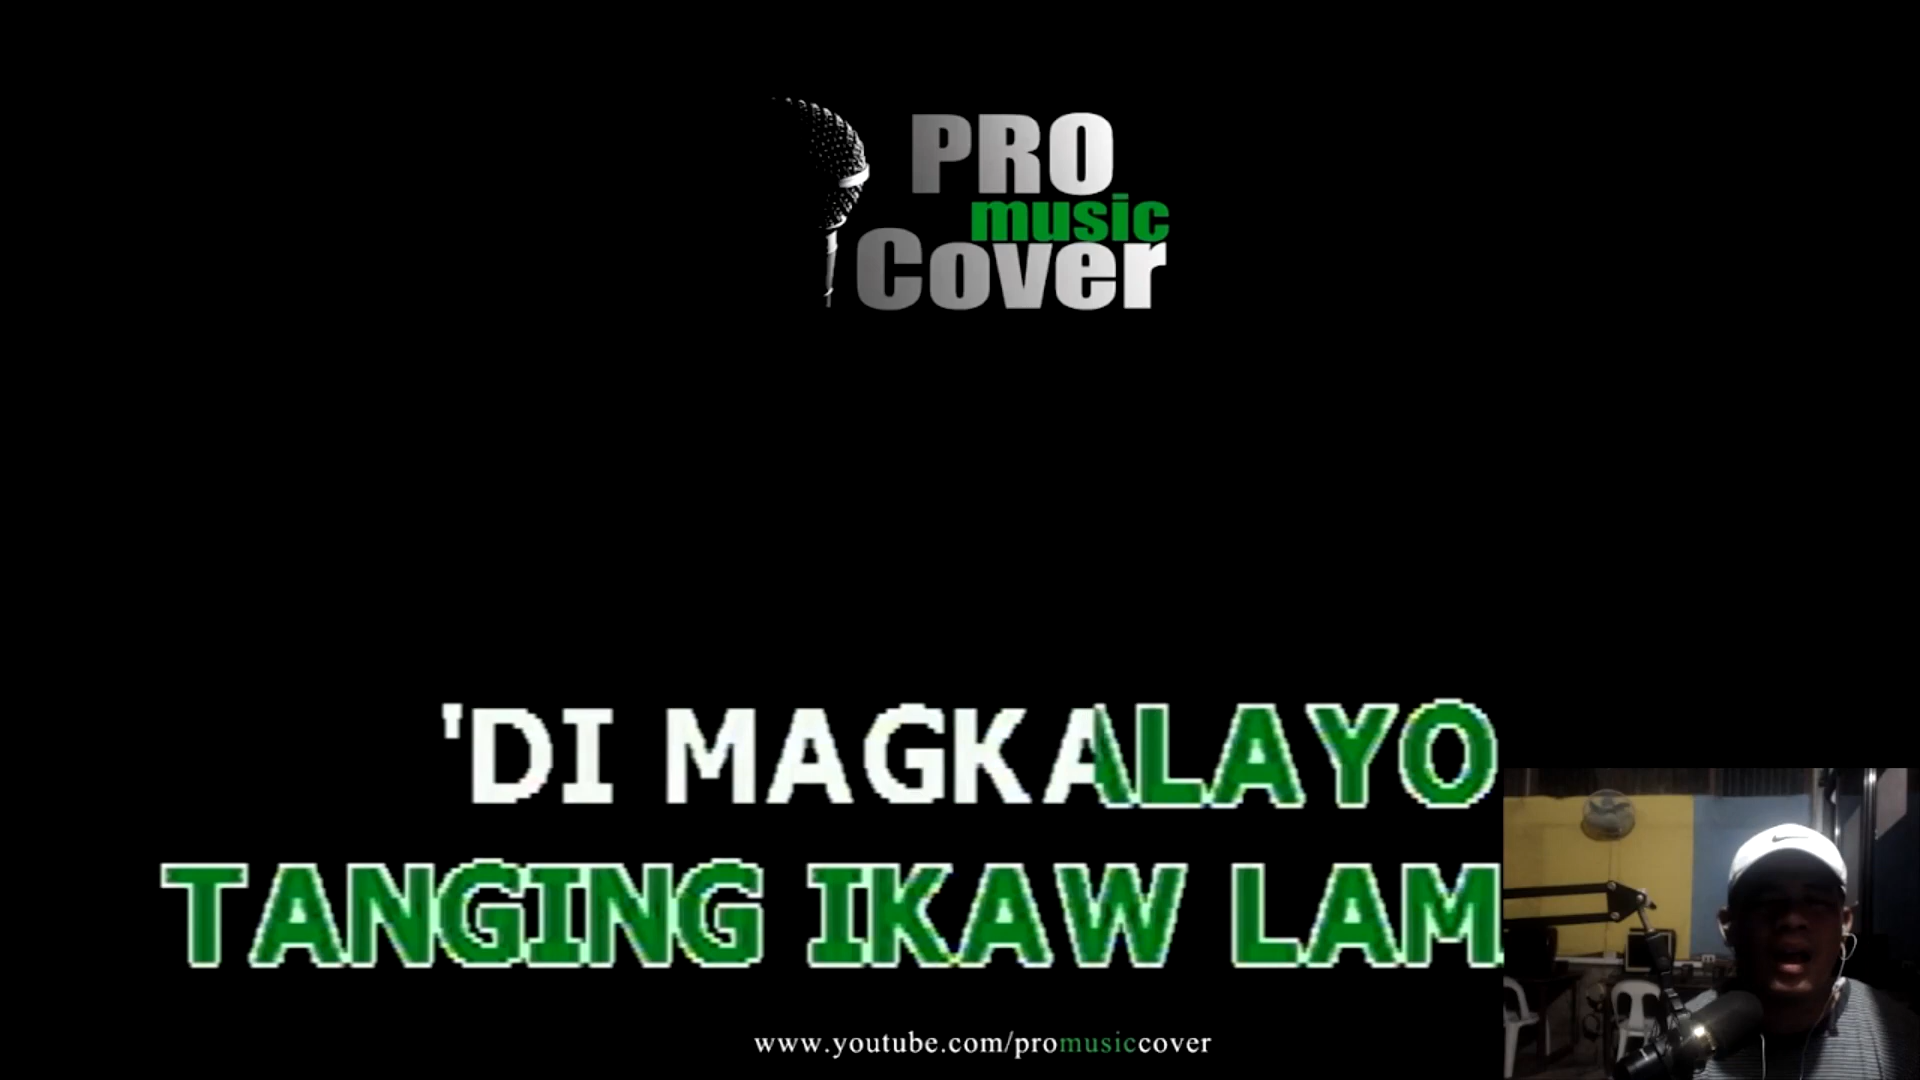 PRO
music
Cover
'DI MAGKALAYO
TANGING IKAW LAM
www.youtube.com/promusiccover